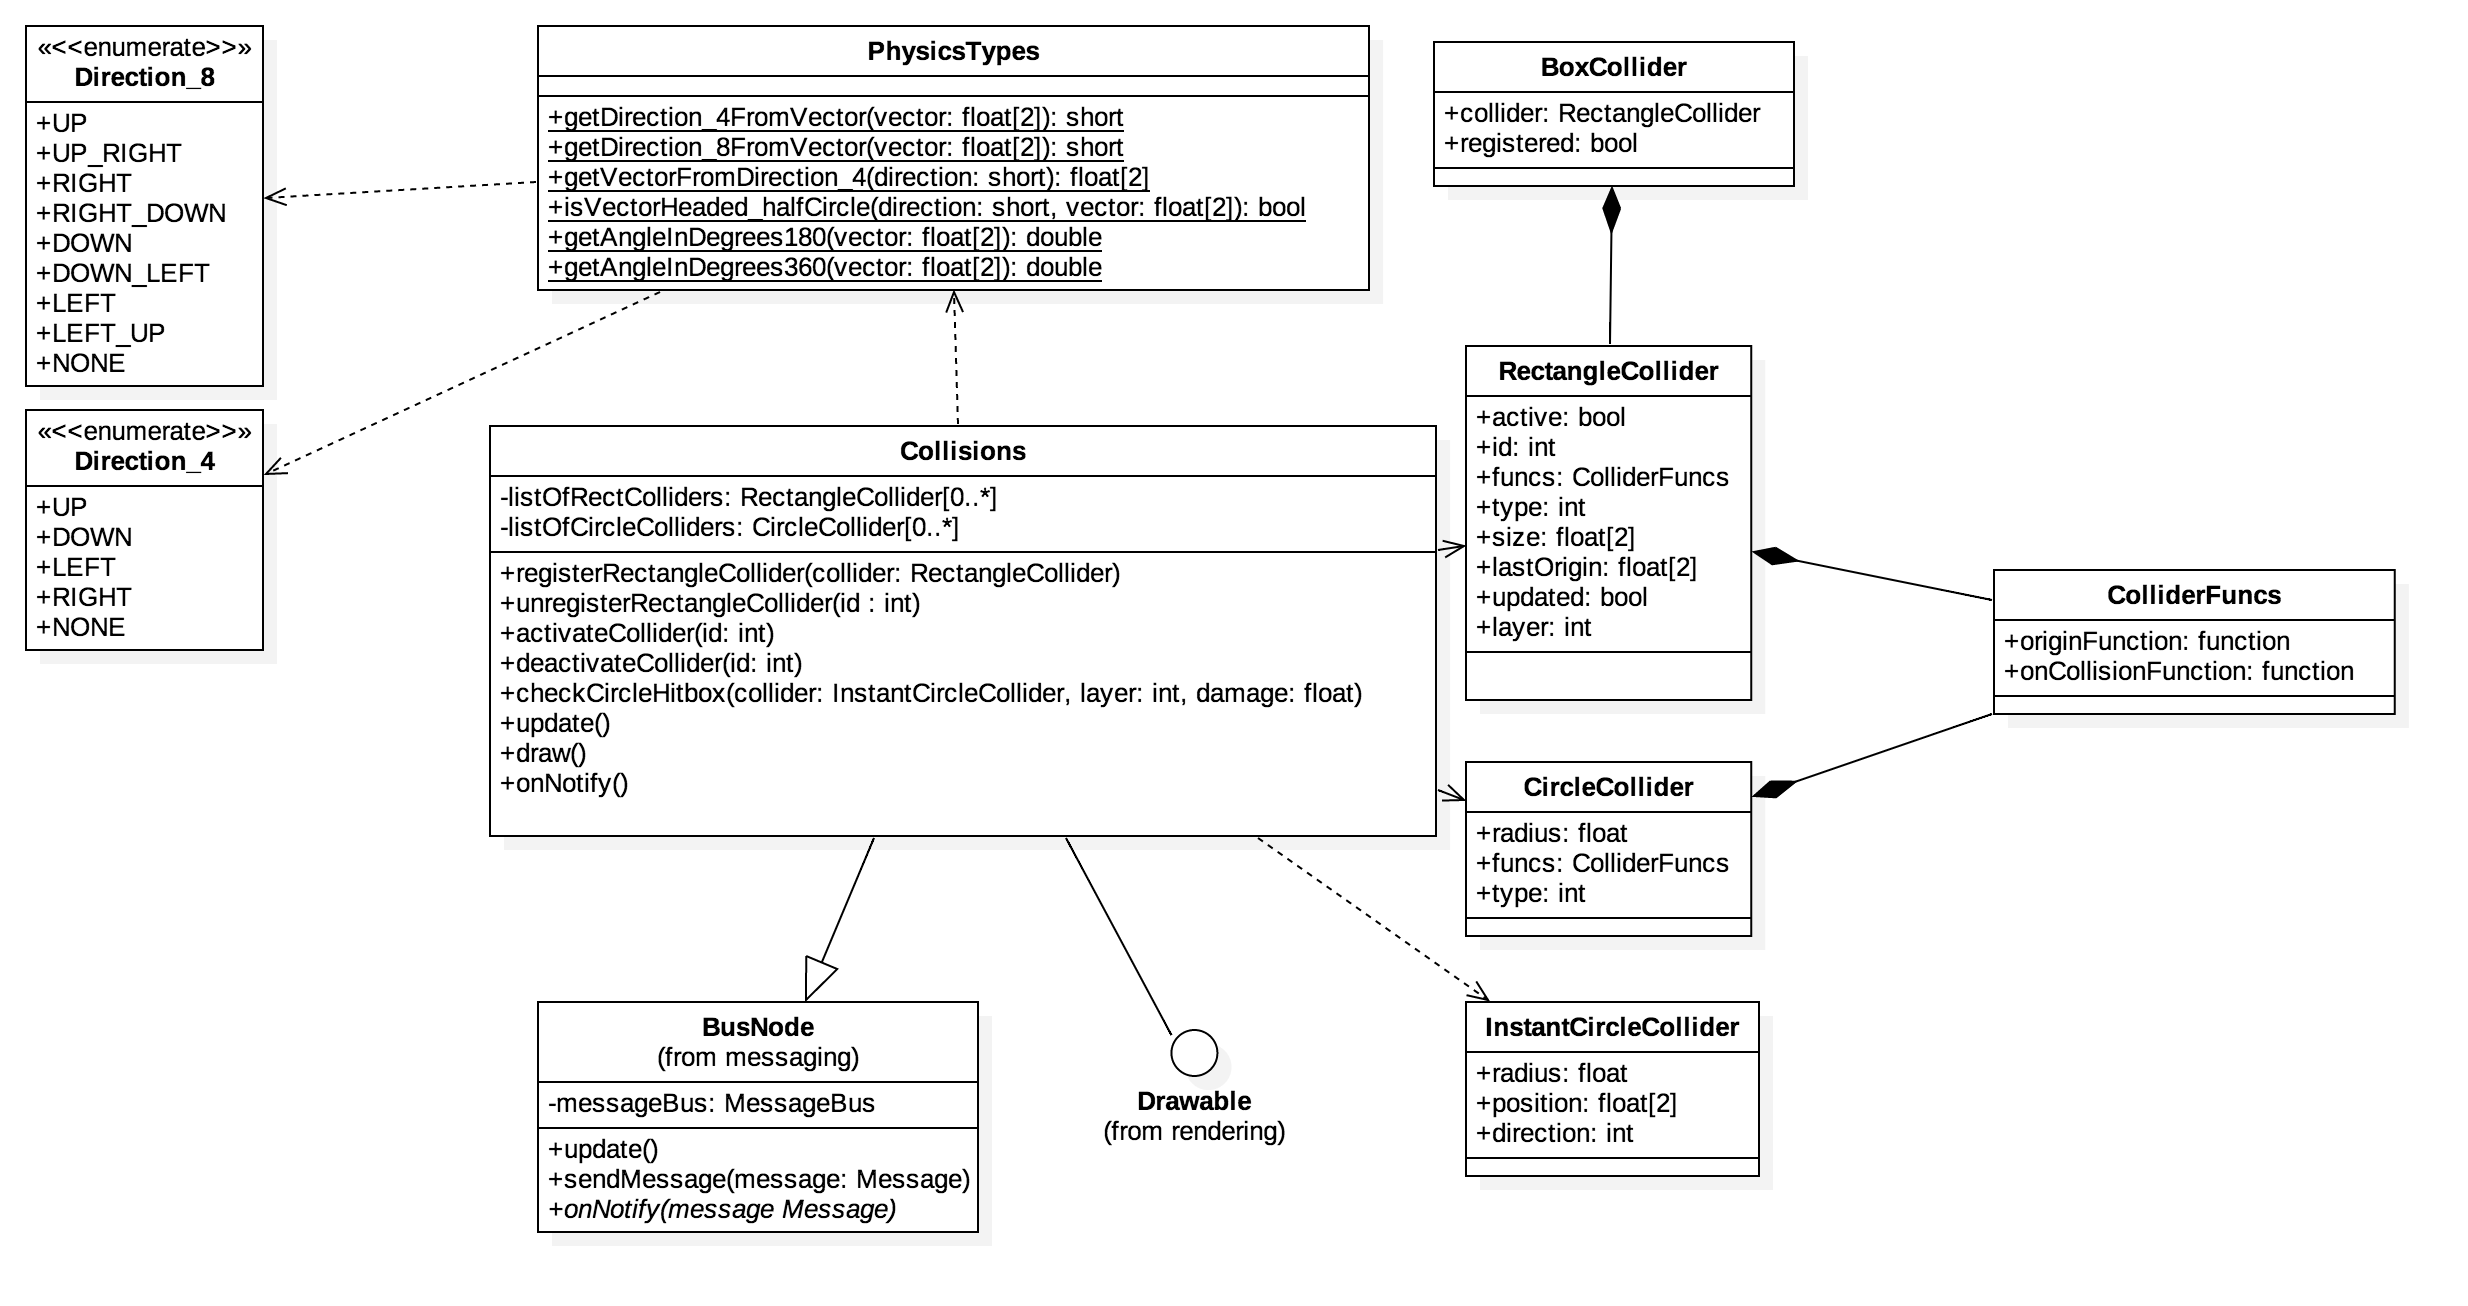 «<<enumerate>>»
Direction_8
+UP
+UP_RIGHT
+RIGHT
+RIGHT_DOWN
+DOWN
+DOWN_LEFT
+LEFT
+LEFT_UP
+NONE
«<<enumerate>>»
Direction_4
+UP
+DOWN
+LEFT
+RIGHT
+NONE
PhysicsTypes
+getDirection_4FromVector(vector: float[2]): short
+getDirection_8FromVector(vector: float[2]): short
+getVectorFromDirection_4(direction: short): float[2]
+isVectorHeaded_halfCircle(direction: short, vector: float[2]): bool
+getAngleInDegrees180(vector: float[2]): double
+getAngleInDegrees360(vector: float[2]): double
Collisions
-listOfRectColliders: RectangleCollider[0..*]
-listOfCircleColliders: CircleCollider[0..*]
+registerRectangleCollider(collider: RectangleCollider)
+unregisterRectangleCollider(id : int)
+activateCollider(id: int)
+deactivateCollider(id: int)
+checkCircleHitbox(collider: InstantCircleCollider, layer: int, damage: float)
+update()
+draw()
+onNotify()
BusNode
(from messaging)
-messageBus: MessageBus
+update()
+sendMessage(message: Message)
+onNotify(message Message)
Drawable
(from rendering)
BoxCollider
+collider: RectangleCollider
+registered: bool
RectangleCollider
+active: bool
+id: int
+funcs: ColliderFuncs
+type: int
+size: float[2]
+lastOrigin: float[2]
+updated: bool
+layer: int
ColliderFuncs
+originFunction: function
+onCollisionFunction: function
CircleCollider
+radius: float
+funcs: ColliderFuncs
+type: int
InstantCircleCollider
+radius: float
+position: float[2]
+direction: int